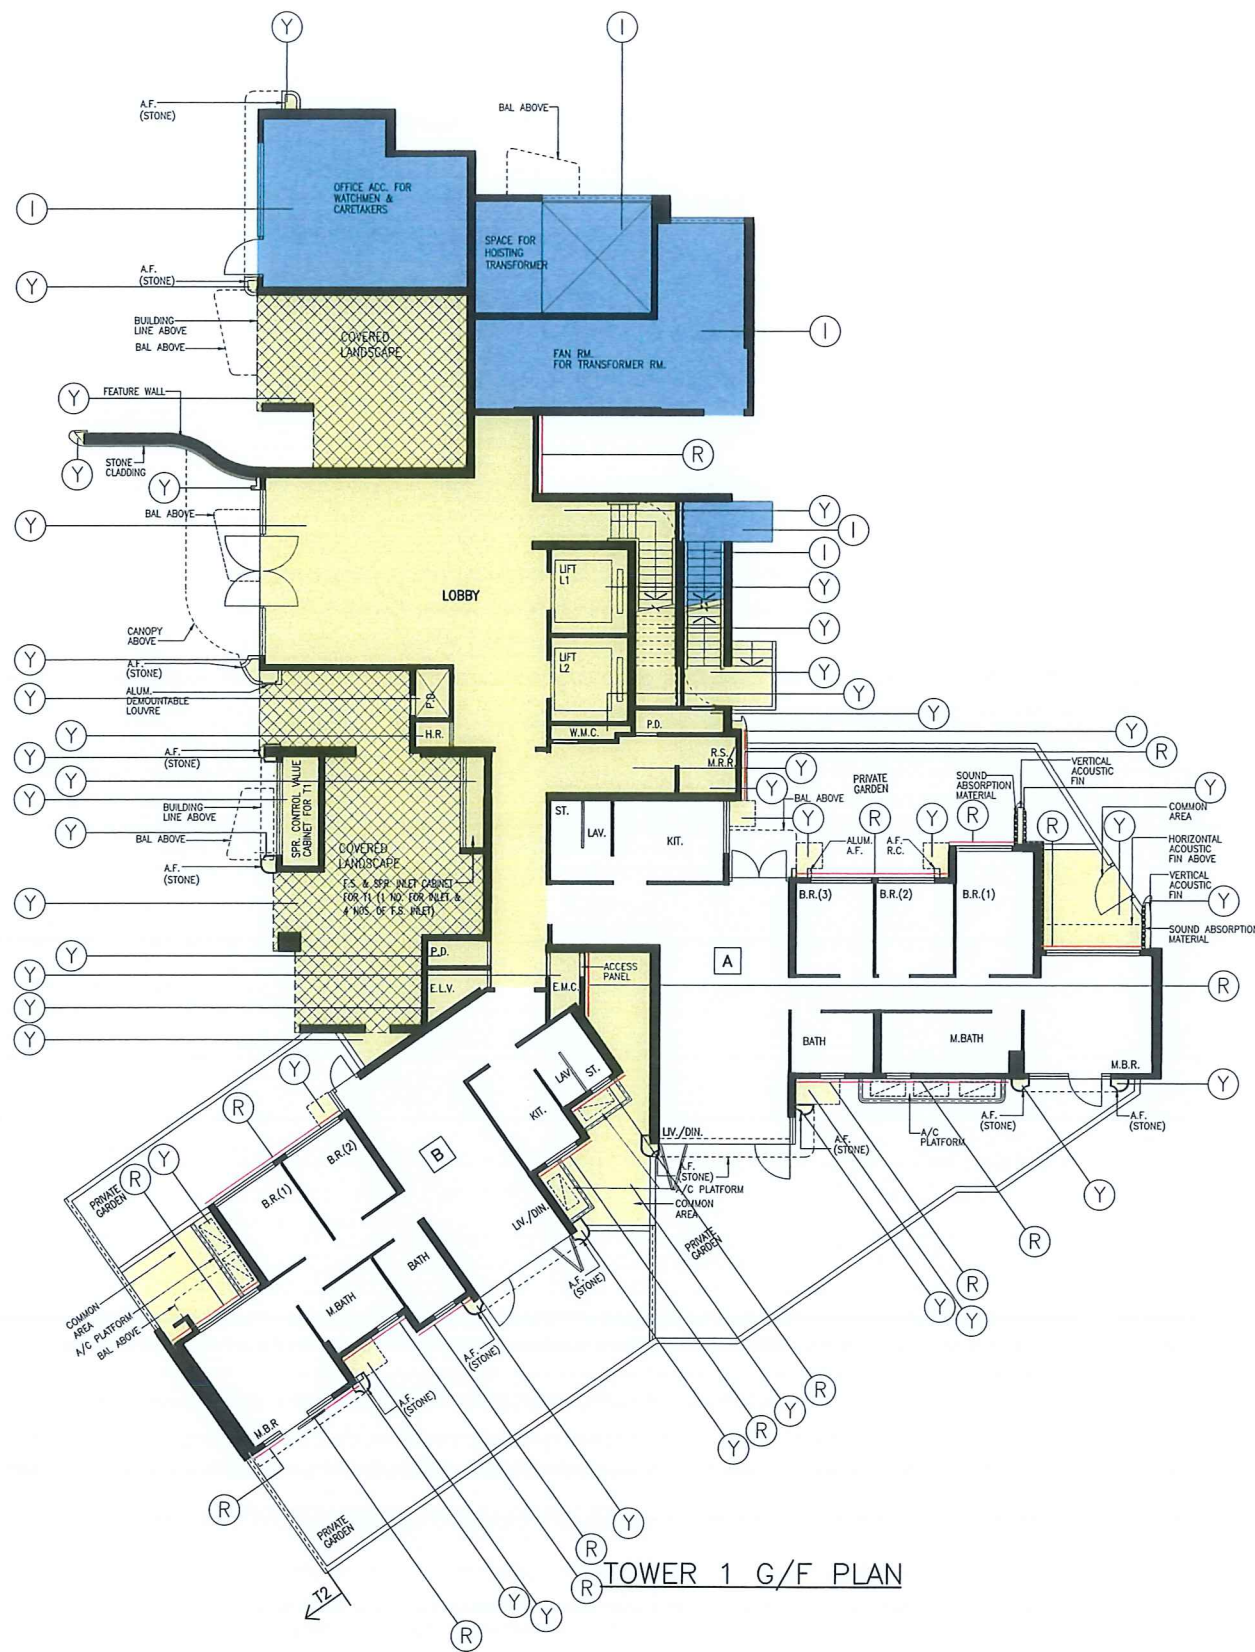 Y
I
A.F.
(STONE)
BAL ABOVE
OFFICE ACC. FOR
WATCHMEN &
CARETAKERS
I
SPACE FOR
HOISTING
TRANSFORMER
A.F.
(STONE)
Y
BUILDING
LINE ABOVE
BAL ABOVE
COVERED
LANDSCAPE
FAN RM.
FOR TRANSFORMER RM.
I
FEATURE WALL
Y
STONE
CLADDING
Y
Y
R
BAL ABOVE
Y
Y
I
I
LIFT
L1
Y
LOBBY
Y
CANOPY
ABOVE
LIFT
L2
Y
A.F.
(STONE)
Y
Y
Y
ALUM.
DEMOUNTABLE
LOUVRE
P.D.
P.D.
Y
Y
H.R.
W.M.C.
Y
R.S./
M.R.R.
R
A.F.
(STONE)
Y
Y
VERTICAL
ACOUSTIC
FIN
PRIVATE
GARDEN
SOUND
ABSORPTION
MATERIAL
Y
Y
BAL ABOVE
COMMON
AREA
Y
SPR. CONTROL VALUE
CABINET FOR T1
BUILDING
LINE ABOVE
ST.
LAV.
KIT.
Y
R
Y
R
R
Y
HORIZONTAL
ACOUSTIC
FIN ABOVE
Y
BAL ABOVE
ALUM.
A.F.
A.F.
R.C.
A.F.
(STONE)
COVERED
LANDSCAPE
F.S. & SPR. INLET CABINET
FOR T1 (1 NO. FOR INLET &
4 NOS. OF F.S. INLET)
B.R.(3)
B.R.(2)
B.R.(1)
VERTICAL
ACOUSTIC
FIN
Y
SOUND ABSORPTION
MATERIAL
Y
Y
P.D.
A
ACCESS
PANEL
Y
E.L.V.
E.M.C.
R
Y
Y
BATH
M.BATH
M.B.R.
Y
Y
LAV.
ST.
KIT.
R
A.F.
(STONE)
A.F.
(STONE)
A/C
PLATFORM
A.F.
(STONE)
LIV./DIN.
Y
R
B.R.(2)
B
A.F.
(STONE)
A/C PLATFORM
COMMON
AREA
Y
R
PRIVATE
GARDEN
B.R.(1)
LIV./DIN.
PRIVATE
GARDEN
R
BATH
A.F.
(STONE)
R
Y
Y
COMMON
AREA
A/C PLATFORM
BAL ABOVE
M.BATH
A.F.
(STONE)
A.F.
(STONE)
R
Y
R
Y
M.B.R
R
PRIVATE
GARDEN
Y
R
R
TOWER 1 G/F PLAN
T2
Y
Y
R